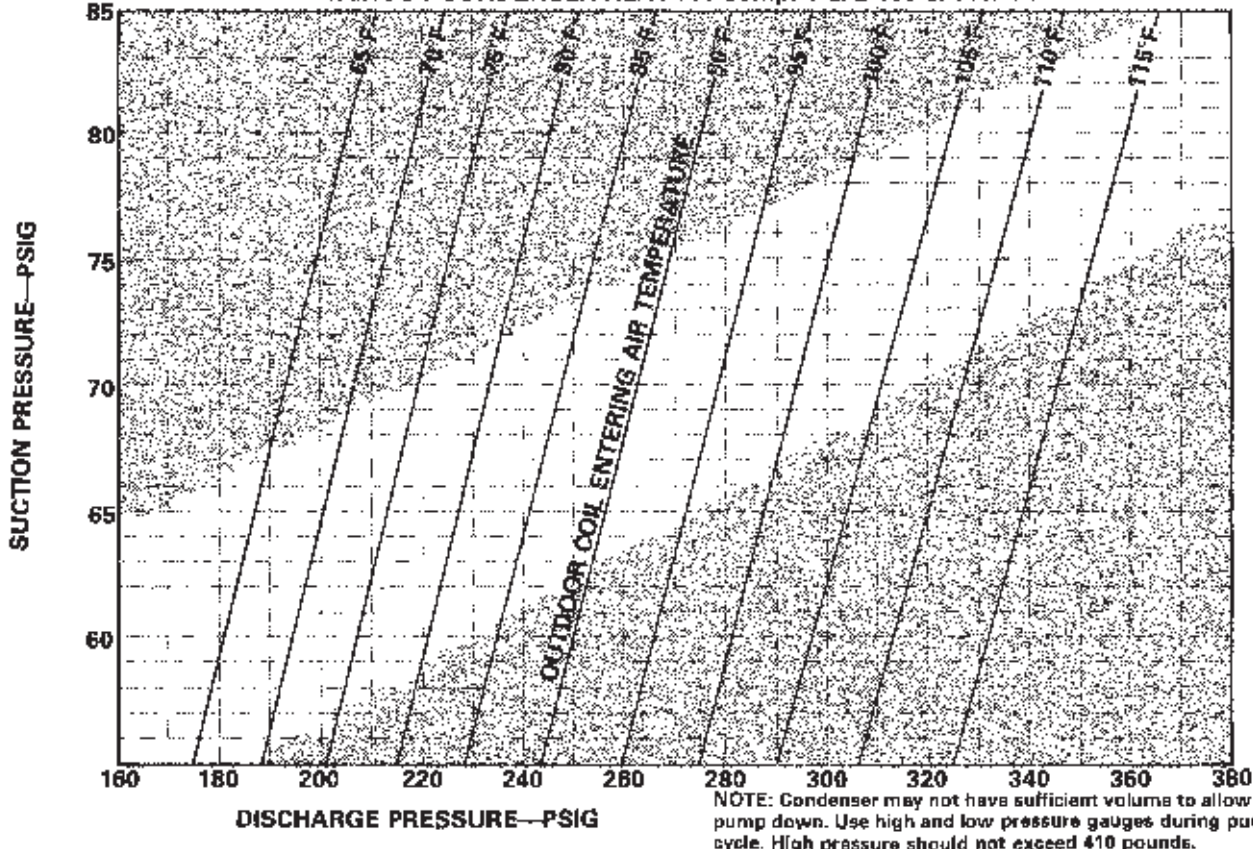 85
80
75
70
65
60
SUCTION PRESSURE—PSIG
65°F.
70°F.
75°F.
80°F.
85°F.
90°F.
95°F.
100°F.
105°F.
110°F.
115°F.
OUTDOOR COIL ENTERING AIR TEMPERATURE
160 180 200 220 240 260 280 300 320 340 360 380
DISCHARGE PRESSURE—PSIG
NOTE: Condenser may not have sufficient volume to allow
pump down. Use high and low pressure gauges during
cycle. High pressure should not exceed 410 pounds.